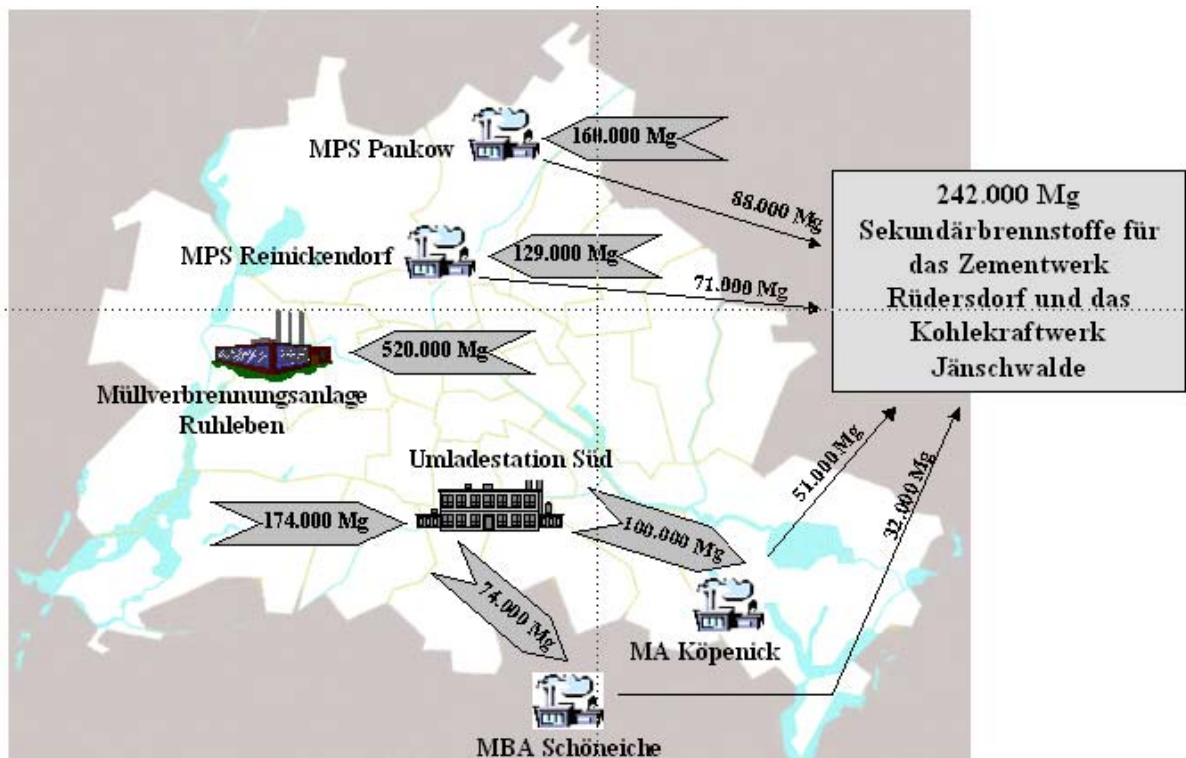 160.000 Mg
MPS Pankow
88.000 Mg
242.000 Mg
Sekundärbrennstoffe für
das Zementwerk
Rüdersdorf und das
Kohlekraftwerk
Jänschwalde
MPS Reinickendorf
129.000 Mg
71.000 Mg
520.000 Mg
Müllverbrennungsanlage
Ruhleben
Umladestation Süd
174.000 Mg
100.000 Mg
74.000 Mg
51.000 Mg
32.000 Mg
MA Köpenick
MBA Schöneiche